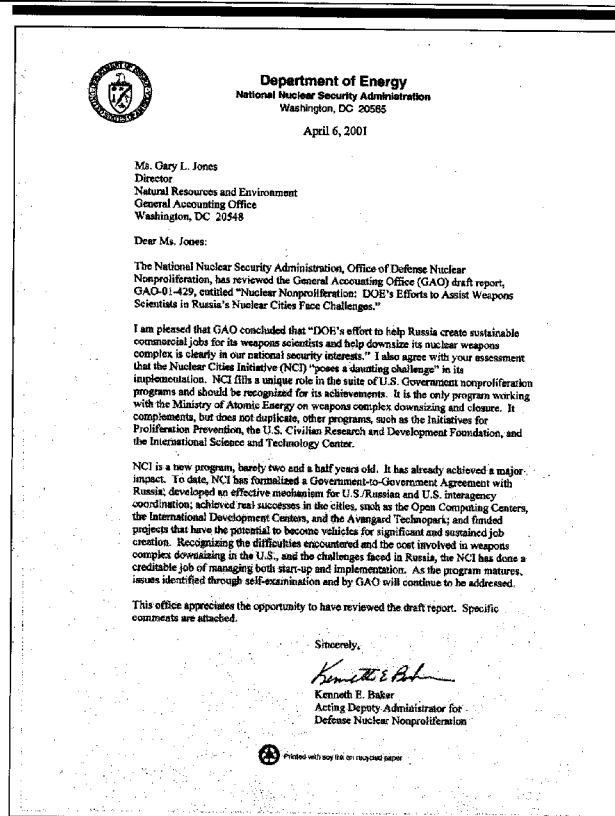 Department of Energy
National Nuclear Security Administration
Washington, DC 20585
April 6, 2001
Ms. Gary L. Jones
Director
Natural Resources and Environment
General Accounting Office
Washington, DC 20548
Dear Ms. Jones:
The National Nuclear Security Administration, Office of Defense Nuclear
Nonproliferation, has reviewed the General Accounting Office (GAO) draft report,
GAO-01-429, entitled "Nuclear Nonproliferation: DOE's Efforts to Assist Weapons
Scientists in Russia's Nuclear Cities Face Challenges."
I am pleased that GAO concluded that "DOE's effort to help Russia create sustainable
commercial jobs for its weapons scientists and help downsize its nuclear weapons
complex is clearly in our national security interests." I also agree with your assessment
that the Nuclear Cities Initiative (NCI) "poses a daunting challenge" in its
implementation. NCI fills a unique role in the suite of U.S. Government nonproliferation
programs and should be recognized for its achievements. It is the only program working
with the Ministry of Atomic Energy on weapons complex downsizing and closure. It
complements, but does not duplicate, other programs, such as the Initiatives for
Proliferation Prevention, the U.S. Civilian Research and Development Foundation, and
the International Science and Technology Center.
NCI is a new program, barely two and a half years old. It has already achieved a major
impact. To date, NCI has formalized a Government-to-Government Agreement with
Russia; developed an effective mechanism for U.S./Russian and U.S. interagency
coordination; achieved real successes in the cities, such as the Open Computing Centers,
the International Development Centers, and the Avangard Technopark; and funded
projects that have the potential to become vehicles for significant and sustained job
creation. Recognizing the difficulties encountered and the cost involved in weapons
complex downsizing in the U.S., and the challenges faced in Russia, the NCI has done a
creditable job of managing both start-up and implementation. As the program matures,
issues identified through self-examination and by GAO will continue to be addressed.
This office appreciates the opportunity to have reviewed the draft report. Specific
comments are attached.
Sincerely,
Kenneth E. Baker
Kenneth E. Baker
Acting Deputy Administrator for
Defense Nuclear Nonproliferation
Printed with soy ink on recycled paper